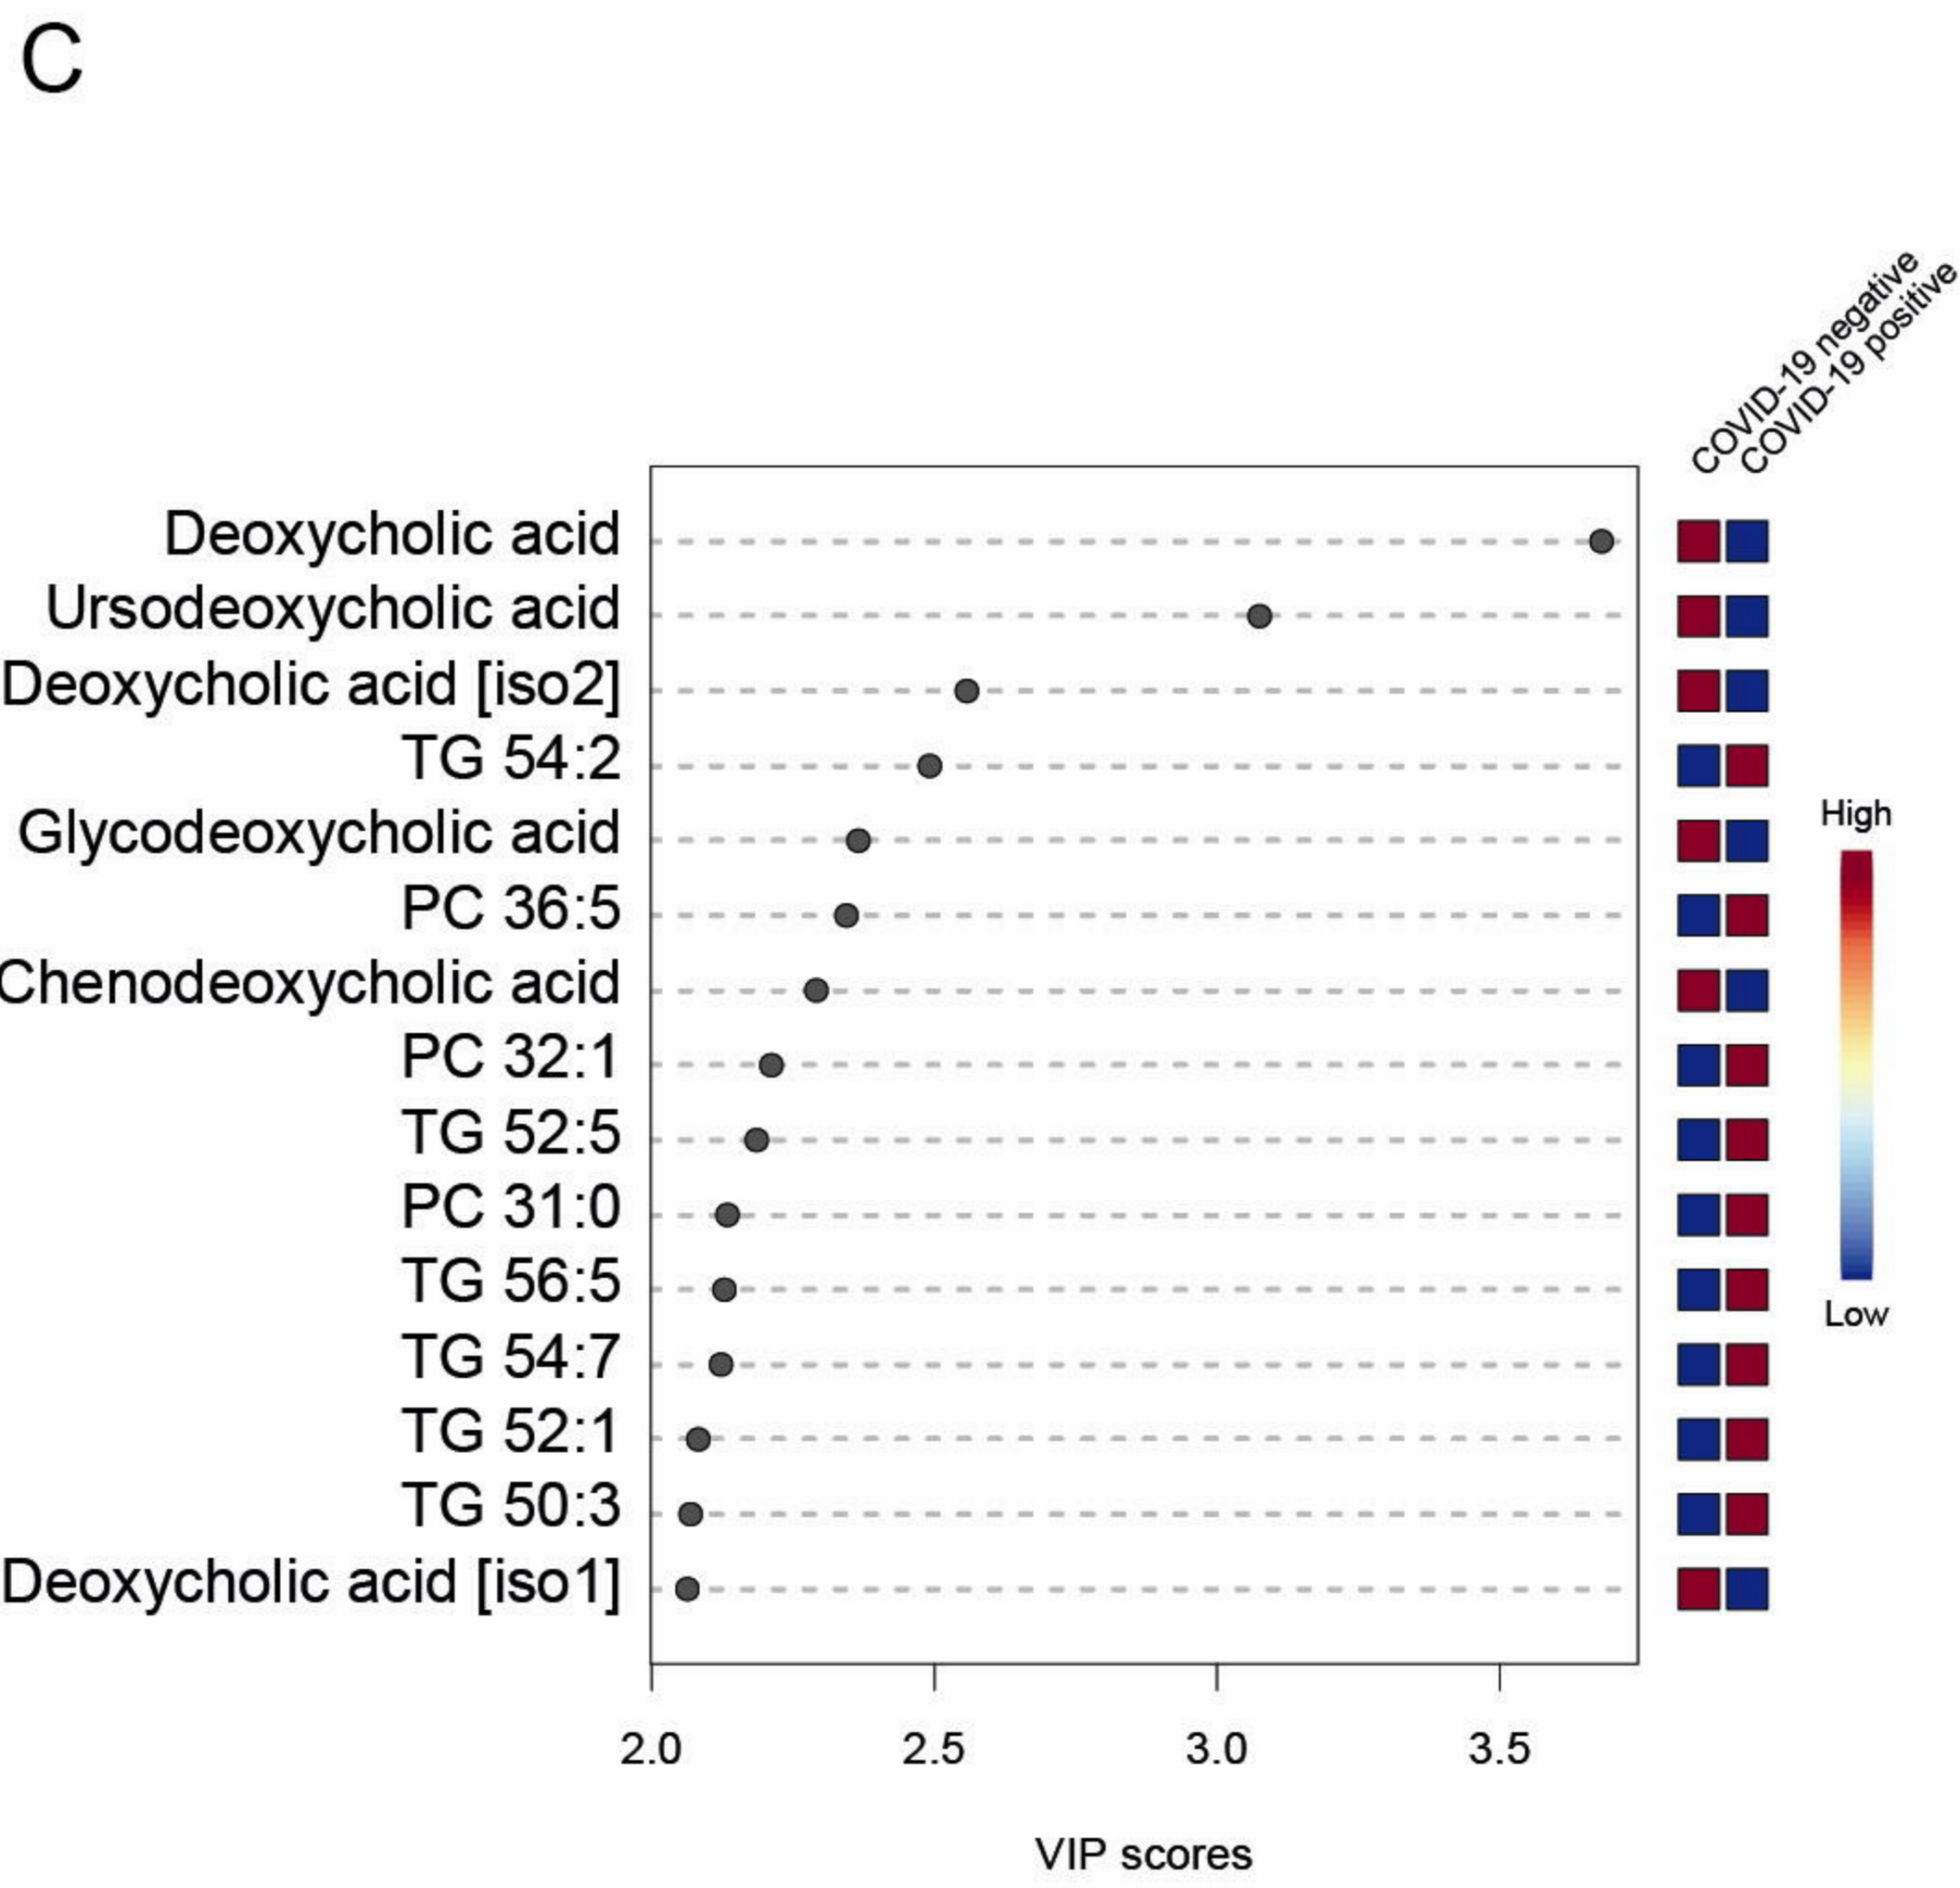 C
COVID-19 negative
COVID-19 positive
Deoxycholic acid
Ursodeoxycholic acid
Deoxycholic acid [iso2]
TG 54:2
Glycodeoxycholic acid
PC 36:5
Chenodeoxycholic acid
PC 32:1
TG 52:5
PC 31:0
TG 56:5
TG 54:7
TG 52:1
TG 50:3
Deoxycholic acid [iso1]
High
Low
2.0 2.5 3.0 3.5
VIP scores